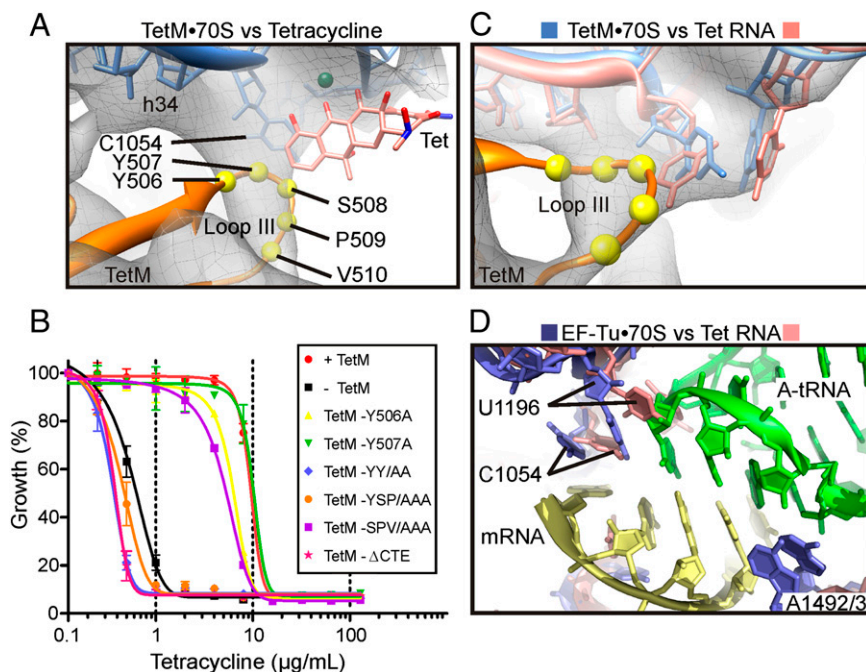 A
TetM•70S vs Tetracycline
h34
C1054
Y507
Y506
Tet
Loop III
S508
P509
V510
TetM
C
TetM•70S vs Tet RNA
Loop III
TetM
B
Growth (%)
100
80
60
40
20
0
0.1
1
10
100
Tetracycline (µg/mL)
+ TetM
- TetM
TetM -Y506A
TetM -Y507A
TetM -YY/AA
TetM -YSP/AAA
TetM -SPV/AAA
TetM - ΔCTE
D
EF-Tu•70S vs Tet RNA
U1196
A-tRNA
C1054
mRNA
A1492/3